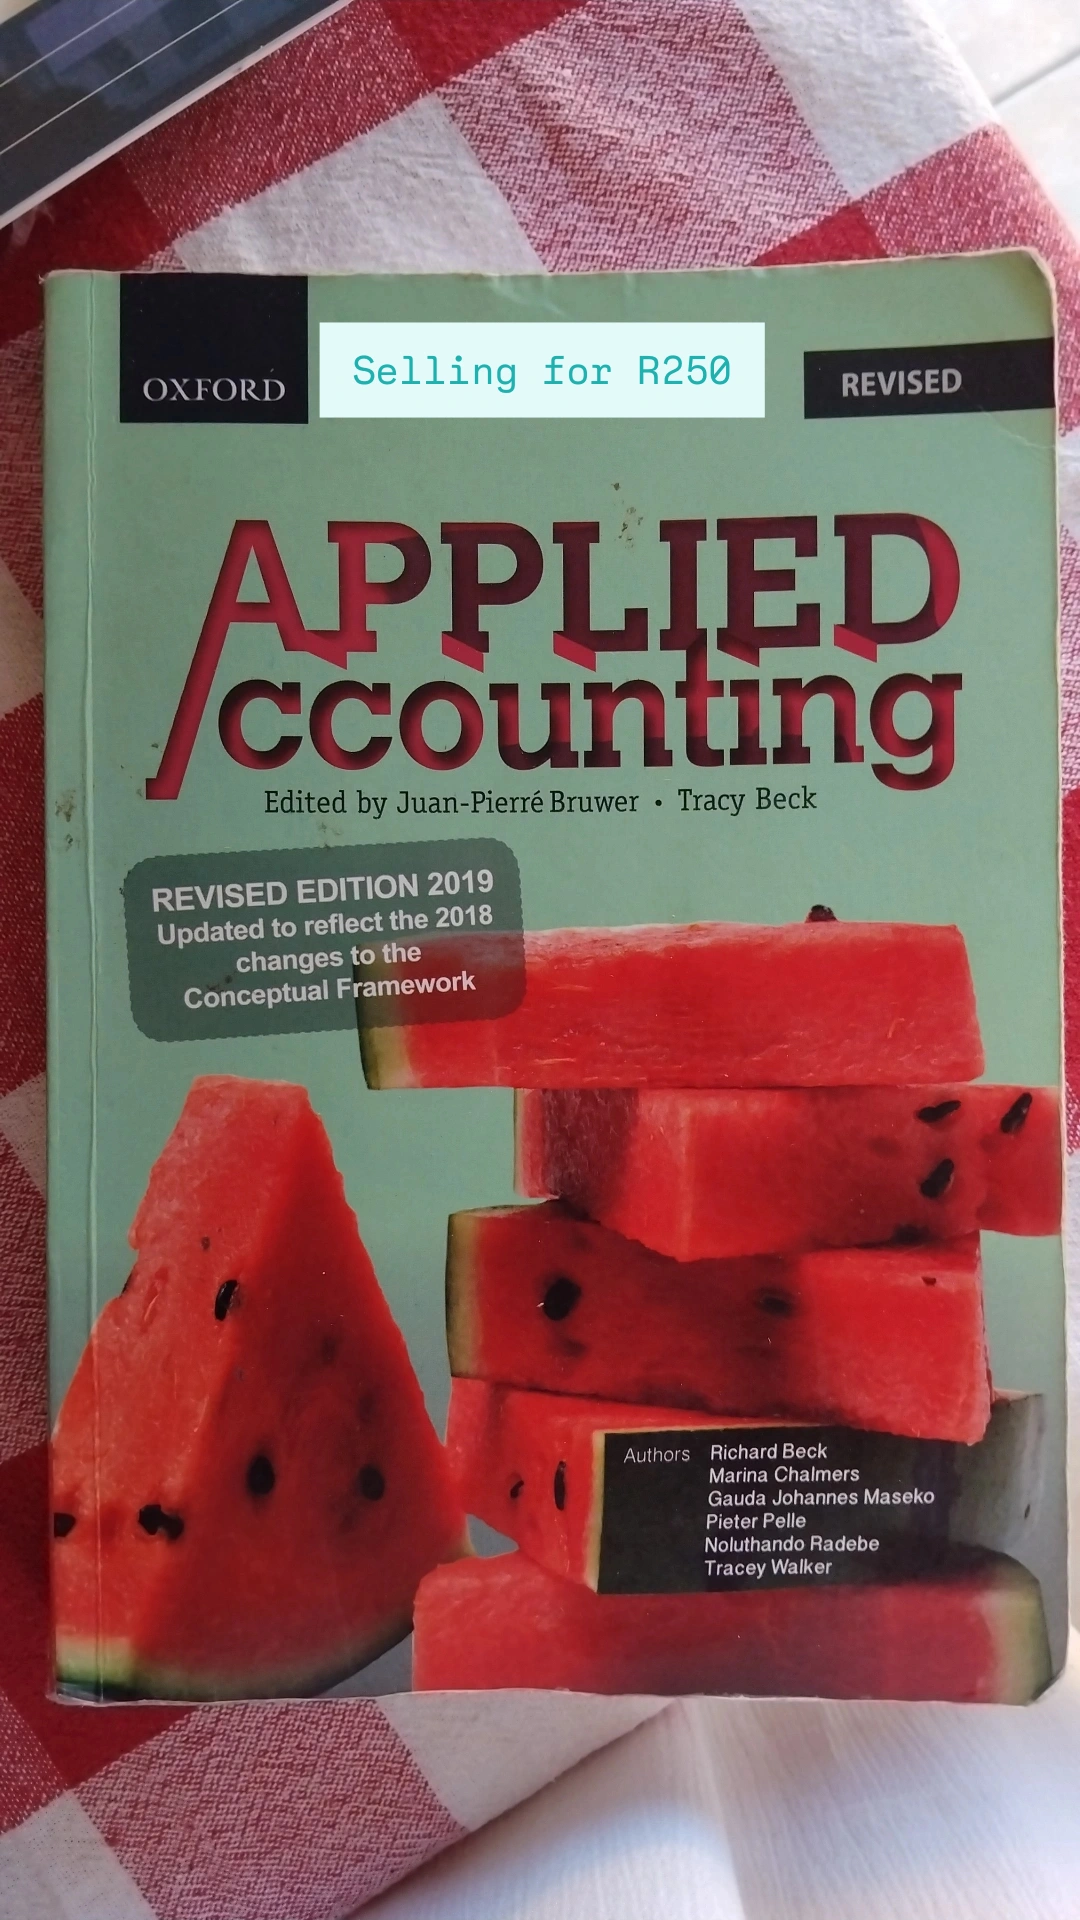 OXFORD
Selling for R250
REVISED
APPLIED
Accounting
Edited by Juan-Pierré Bruwer • Tracy Beck
REVISED EDITION 2019
Updated to reflect the 2018
changes to the
Conceptual Framework
Authors Richard Beck
Marina Chalmers
Gauda Johannes Maseko
Pieter Pelle
Noluthando Radebe
Tracey Walker